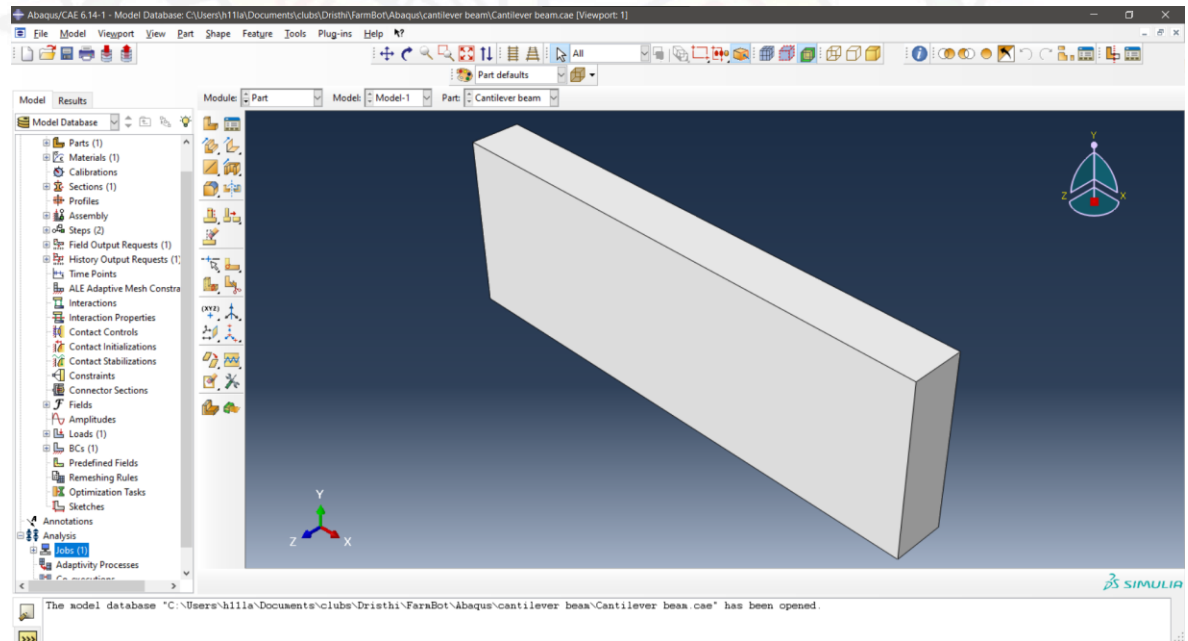 Abaqus/CAE 6.14-1 - Model Database: C:\Users\h11la\Documents\clubs\Dristhi\FarmBot\Abaqus\cantilever beam\Cantilever beam.cae [Viewport: 1]
File Model Viewport View Part Shape Feature Tools Plug-ins Help
All
Part defaults
Model Results
Module: Part Model: Model-1 Part: Cantilever beam
Model Database
Parts (1)
Materials (1)
Calibrations
Sections (1)
Profiles
Assembly
Steps (2)
Field Output Requests (1)
History Output Requests (1)
Time Points
ALE Adaptive Mesh Constra
Interactions
Interaction Properties
Contact Controls
Contact Initializations
Contact Stabilizations
Constraints
Connector Sections
Fields
Amplitudes
Loads (1)
BCs (1)
Predefined Fields
Remeshing Rules
Optimization Tasks
Sketches
Annotations
Analysis
Jobs (1)
Adaptivity Processes
Co-executions
(XYZ)
Y
Z
X
Y
Z
X
SIMULIA
The model database "C:\Users\h11la\Documents\clubs\Dristhi\FarmBot\Abaqus\cantilever beam\Cantilever beam.cae" has been opened.
>>>